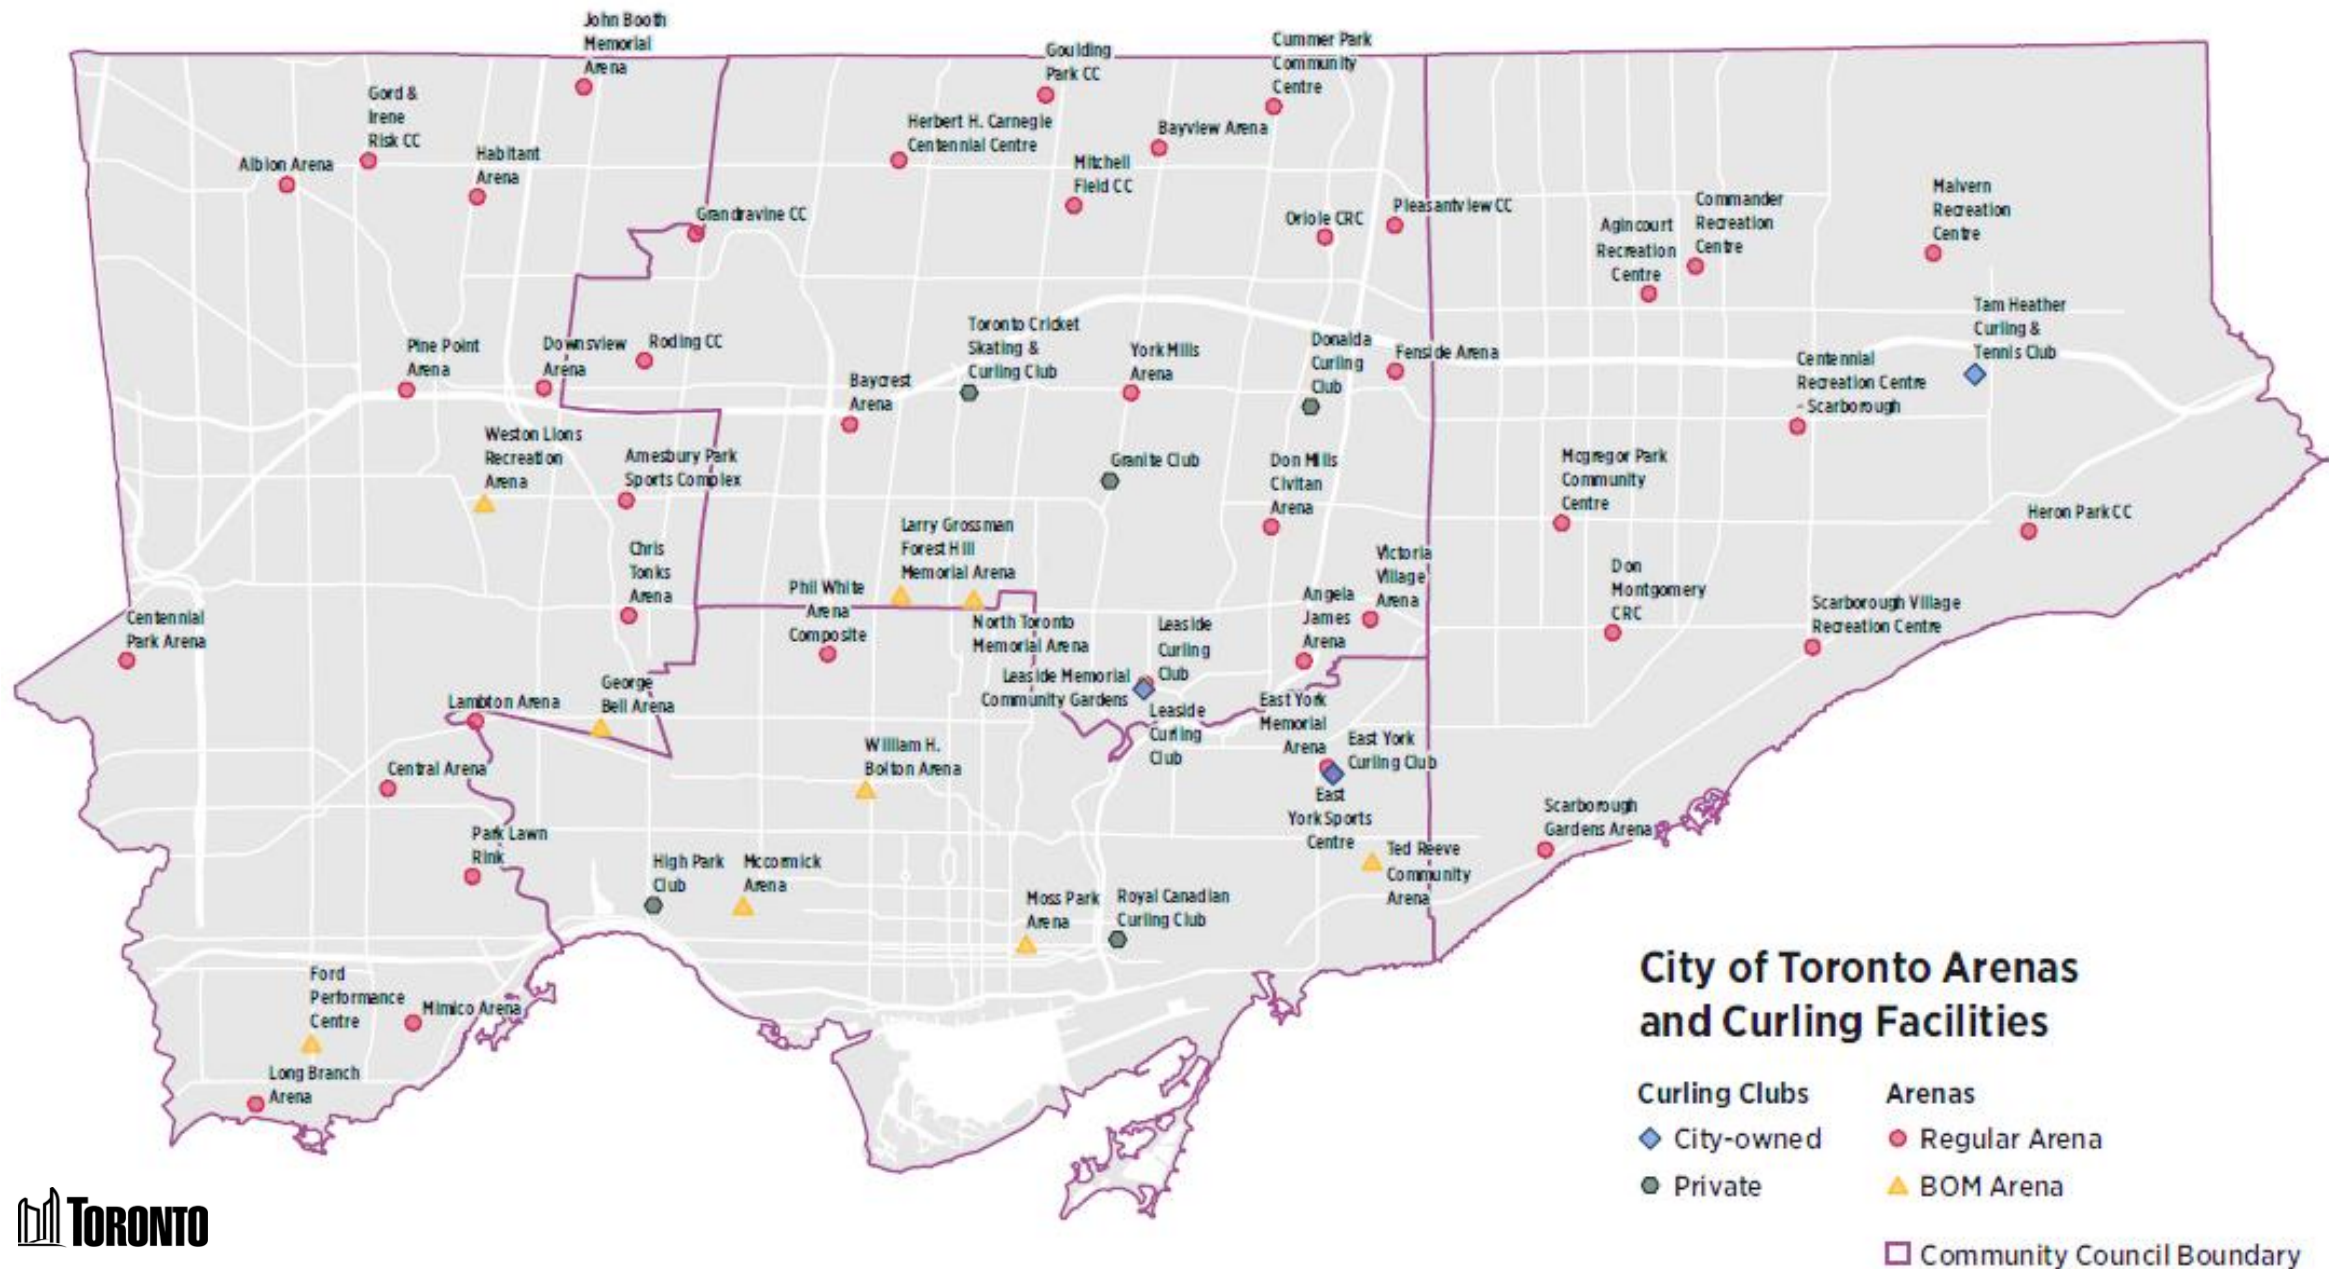 John Booth
Memorial
Arena
Goulding
Park CC
Cummer Park
Community
Centre
Gord &
Irene
Risk CC
Herbert H. Carnegie
Centennial Centre
Bayview Arena
Albion Arena
Habitant
Arena
Mitchell
Field CC
Grandravine CC
Oriole CRC
Pleasantview CC
Agincourt
Recreation
Centre
Commander
Recreation
Centre
Malvern
Recreation
Centre
Pine Point
Arena
Downsview
Arena
Roding CC
Toronto Cricket
Skating &
Curling Club
York Mills
Arena
Donalda
Curling
Club
Fenside Arena
Tam Heather
Curling &
Tennis Club
Centennial
Recreation Centre
- Scarborough
Baycrest
Arena
Weston Lions
Recreation
Arena
Amesbury Park
Sports Complex
Granite Club
Don Mills
Civitan
Arena
Mcgregor Park
Community
Centre
Heron Park CC
Larry Grossman
Forest Hill
Memorial Arena
Chris
Tonks
Arena
Phil White
Arena
Composite
Victoria
Village
Arena
Angela
James
Arena
Don
Montgomery
CRC
Scarborough Village
Recreation Centre
Centennial
Park Arena
North Toronto
Memorial Arena
Leaside
Curling
Club
Leaside Memorial
Community Gardens
Leaside
Curling
Club
Lambton Arena
George
Bell Arena
East York
Memorial
Arena
East York
Curling Club
East
York Sports
Centre
Central Arena
William H.
Bolton Arena
Park Lawn
Rink
High Park
Club
Mccormick
Arena
Moss Park
Arena
Royal Canadian
Curling Club
Ted Reeve
Community
Arena
Scarborough
Gardens Arena
Ford
Performance
Centre
Mimico Arena
Long Branch
Arena
City of Toronto Arenas
and Curling Facilities
Curling Clubs
City-owned
Private
Arenas
Regular Arena
BOM Arena
Community Council Boundary
TORONTO